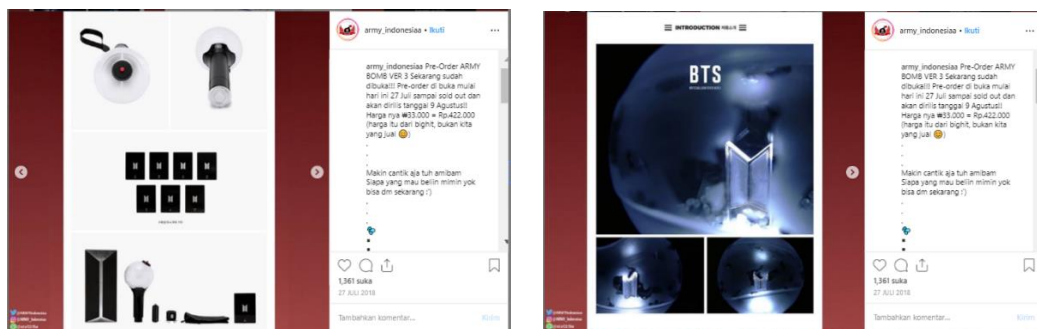 army_indonesiaa • Ikuti
army_indonesiaa Pre-Order ARMY
BOMB VER 3 Sekarang sudah
dibuka!!! Pre-order di buka mulai
hari ini 27 Juli sampai sold out dan
akan dirilis tanggal 9 Agustus!!
Harga nya ₩33.000 = Rp.422.000
(harga itu dari bighit, bukan kita
yang jual 😅)
.
.
.
Makin cantik aja tuh ambam
Siapa yang mau beliin mimin yok
bisa dm sekarang :')
.
.
.
1,361 suka
27 JULI 2018
Tambahkan komentar...
Kirim
INTRODUCTION
BTS
army_indonesiaa • Ikuti
army_indonesiaa Pre-Order ARMY
BOMB VER 3 Sekarang sudah
dibuka!!! Pre-order di buka mulai
hari ini 27 Juli sampai sold out dan
akan dirilis tanggal 9 Agustus!!
Harga nya ₩33.000 = Rp.422.000
(harga itu dari bighit, bukan kita
yang jual 😅)
.
.
.
Makin cantik aja tuh ambam
Siapa yang mau beliin mimin yok
bisa dm sekarang :')
.
.
.
1,361 suka
27 JULI 2018
Tambahkan komentar...
Kirim